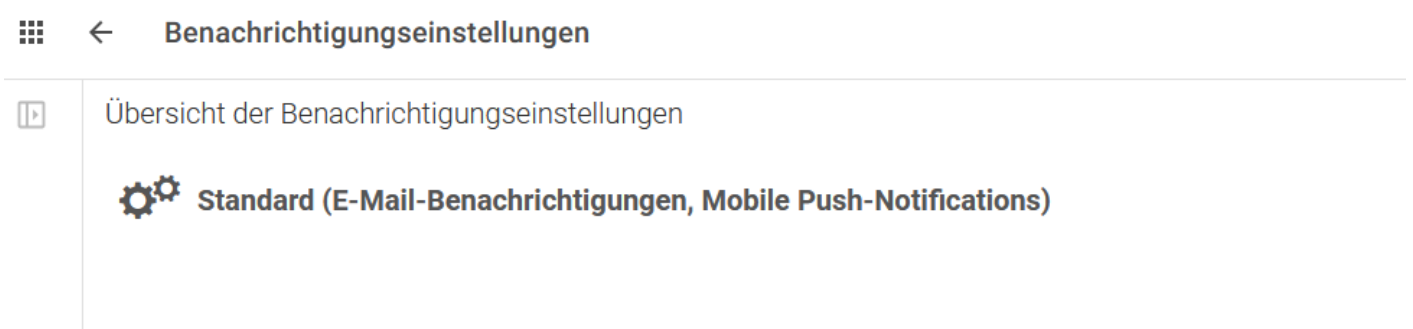 Benachrichtigungseinstellungen
Übersicht der Benachrichtigungseinstellungen
Standard (E-Mail-Benachrichtigungen, Mobile Push-Notifications)